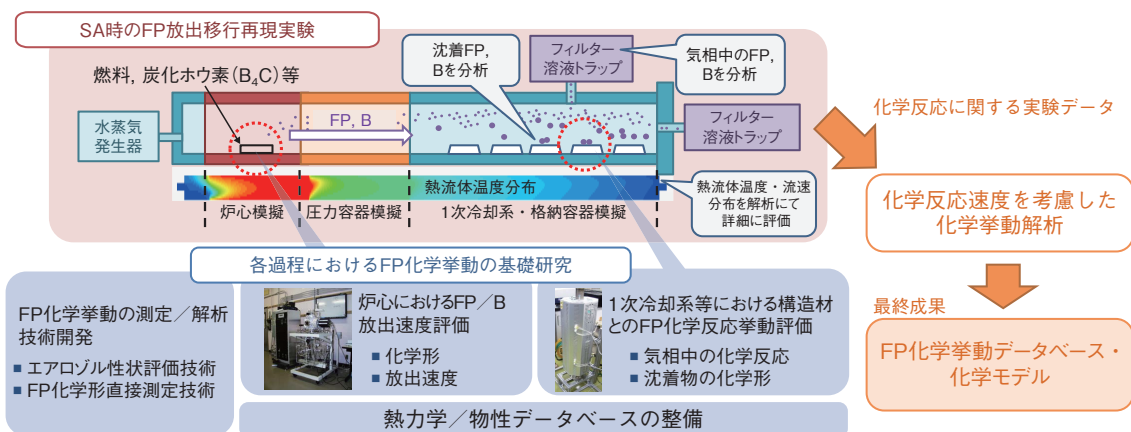 SA時のFP放出移行再現実験
燃料, 炭化ホウ素（B₄C）等
沈着FP,
Bを分析
フィルター
溶液トラップ
気相中のFP,
Bを分析
水蒸気
発生器
FP, B
フィルター
溶液トラップ
熱流体温度分布
炉心模擬
圧力容器模擬
1次冷却系・格納容器模擬
熱流体温度・流速
分布を解析にて
詳細に評価
化学反応に関する実験データ
化学反応速度を考慮した
化学挙動解析
最終成果
FP化学挙動データベース・
化学モデル
各過程におけるFP化学挙動の基礎研究
FP化学挙動の測定／解析
技術開発
■ エアロゾル性状評価技術
■ FP化学形直接測定技術
炉心におけるFP／B
放出速度評価
■ 化学形
■ 放出速度
1次冷却系等における構造材
とのFP化学反応挙動評価
■ 気相中の化学反応
■ 沈着物の化学形
熱力学／物性データベースの整備